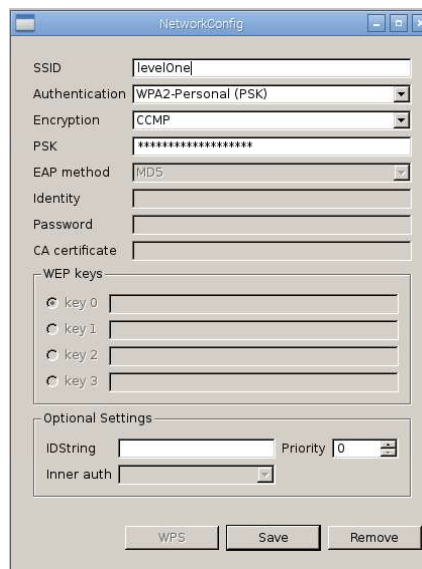 NetworkConfig
SSID levelOne
Authentication WPA2-Personal (PSK)
Encryption CCMP
PSK *******************
EAP method MD5
Identity
Password
CA certificate
WEP keys
key 0
key 1
key 2
key 3
Optional Settings
IDString Priority 0
Inner auth
WPS Save Remove